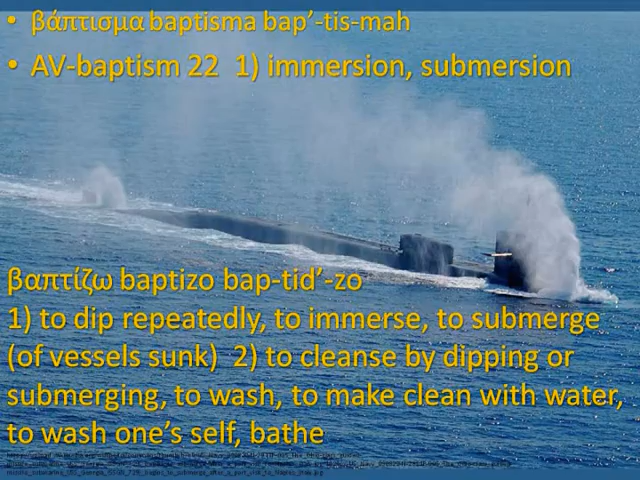 • βάπτισμα baptisma bap’-tis-mah
• AV-baptism 22 1) immersion, submersion
βαπτίζω baptizo bap-tid’-zo
1) to dip repeatedly, to immerse, to submerge
(of vessels sunk) 2) to cleanse by dipping or
submerging, to wash, to make clean with water,
to wash one’s self, bathe